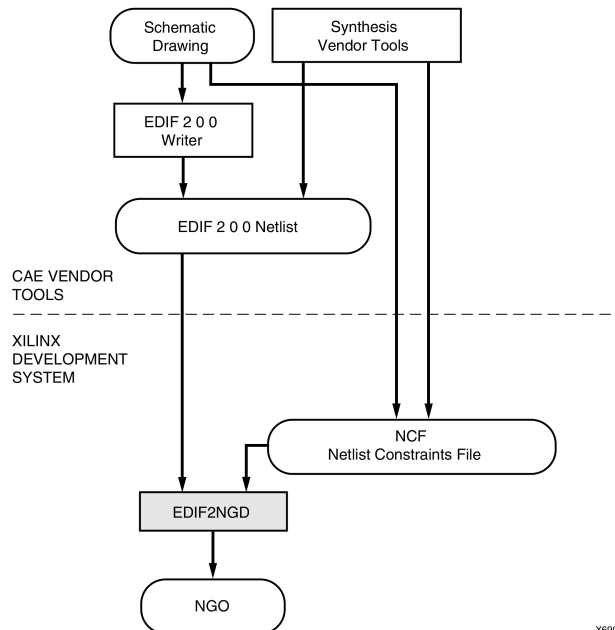 Schematic
Drawing
Synthesis
Vendor Tools
EDIF 2 0 0
Writer
EDIF 2 0 0 Netlist
CAE VENDOR
TOOLS
XILINX
DEVELOPMENT
SYSTEM
NCF
Netlist Constraints File
EDIF2NGD
NGO